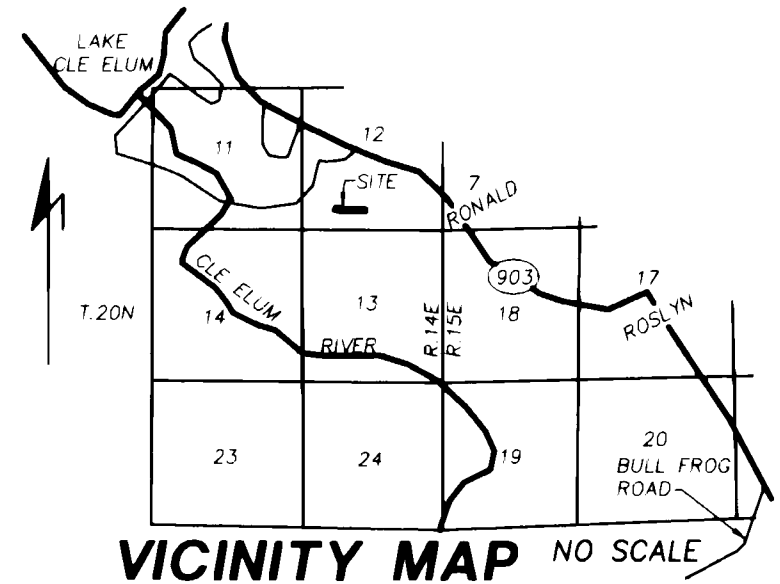 LAKE
CLE ELUM
12
11
7
SITE
RONALD
903
17
CLE ELUM
T.20N
14
13
R.14E
R.15E
18
ROSLYN
RIVER
23
24
19
20
BULL FROG
ROAD
VICINITY MAP NO SCALE